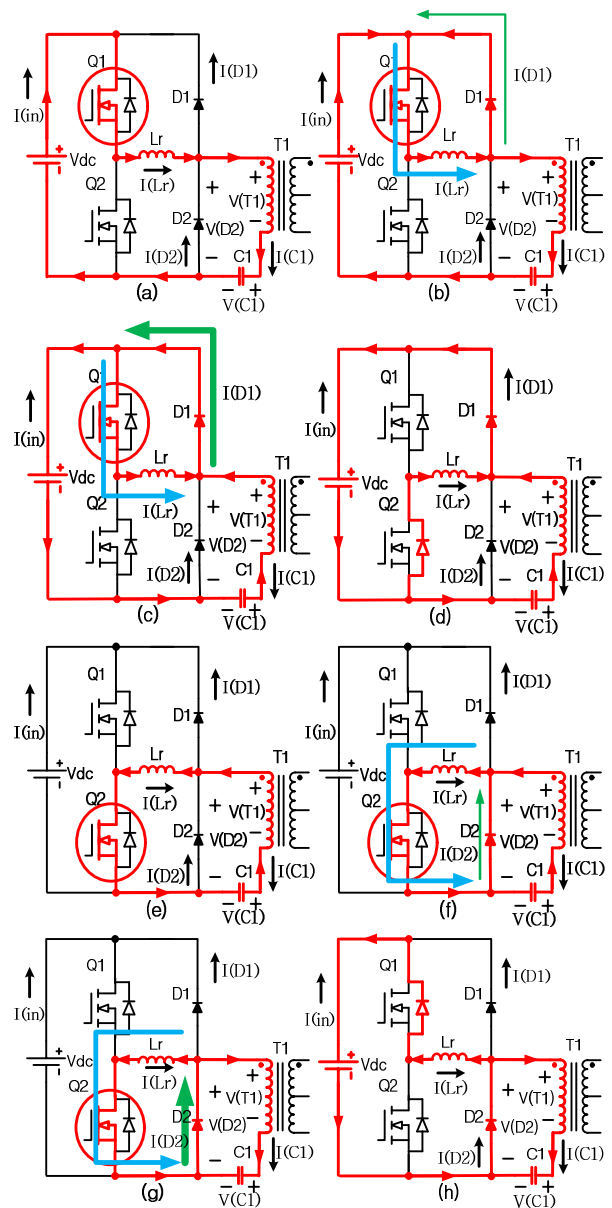 Q1
I(D1)
I(in)
D1
Lr
T1
+
-
Vdc
I(Lr)
+
+
Q2
V(T1)
D2
V(D2)
-
I(D2)
-
C1
I(C1)
- +
(a)
V(C1)
Q1
I(D1)
I(in)
D1
Lr
T1
+
-
Vdc
I(Lr)
+
+
Q2
V(T1)
D2
V(D2)
-
I(D2)
-
C1
I(C1)
- +
(b)
V(C1)
Q1
I(D1)
I(in)
D1
Lr
T1
+
-
Vdc
I(Lr)
+
+
Q2
V(T1)
D2
V(D2)
-
I(D2)
-
C1
I(C1)
- +
(c)
V(C1)
Q1
I(D1)
I(in)
D1
Lr
T1
+
-
Vdc
I(Lr)
+
+
Q2
V(T1)
D2
V(D2)
-
I(D2)
-
C1
I(C1)
- +
(d)
V(C1)
Q1
I(D1)
I(in)
D1
Lr
T1
+
-
Vdc
I(Lr)
+
+
Q2
V(T1)
D2
V(D2)
-
I(D2)
-
C1
I(C1)
- +
(e)
V(C1)
Q1
I(D1)
I(in)
D1
Lr
T1
+
-
Vdc
I(Lr)
+
+
Q2
V(T1)
D2
V(D2)
-
I(D2)
-
C1
I(C1)
- +
(f)
V(C1)
Q1
I(D1)
I(in)
D1
Lr
T1
+
-
Vdc
I(Lr)
+
+
Q2
V(T1)
D2
V(D2)
-
I(D2)
-
C1
I(C1)
- +
(g)
V(C1)
Q1
I(D1)
I(in)
D1
Lr
T1
+
-
Vdc
I(Lr)
+
+
Q2
V(T1)
D2
V(D2)
-
I(D2)
-
C1
I(C1)
- +
(h)
V(C1)